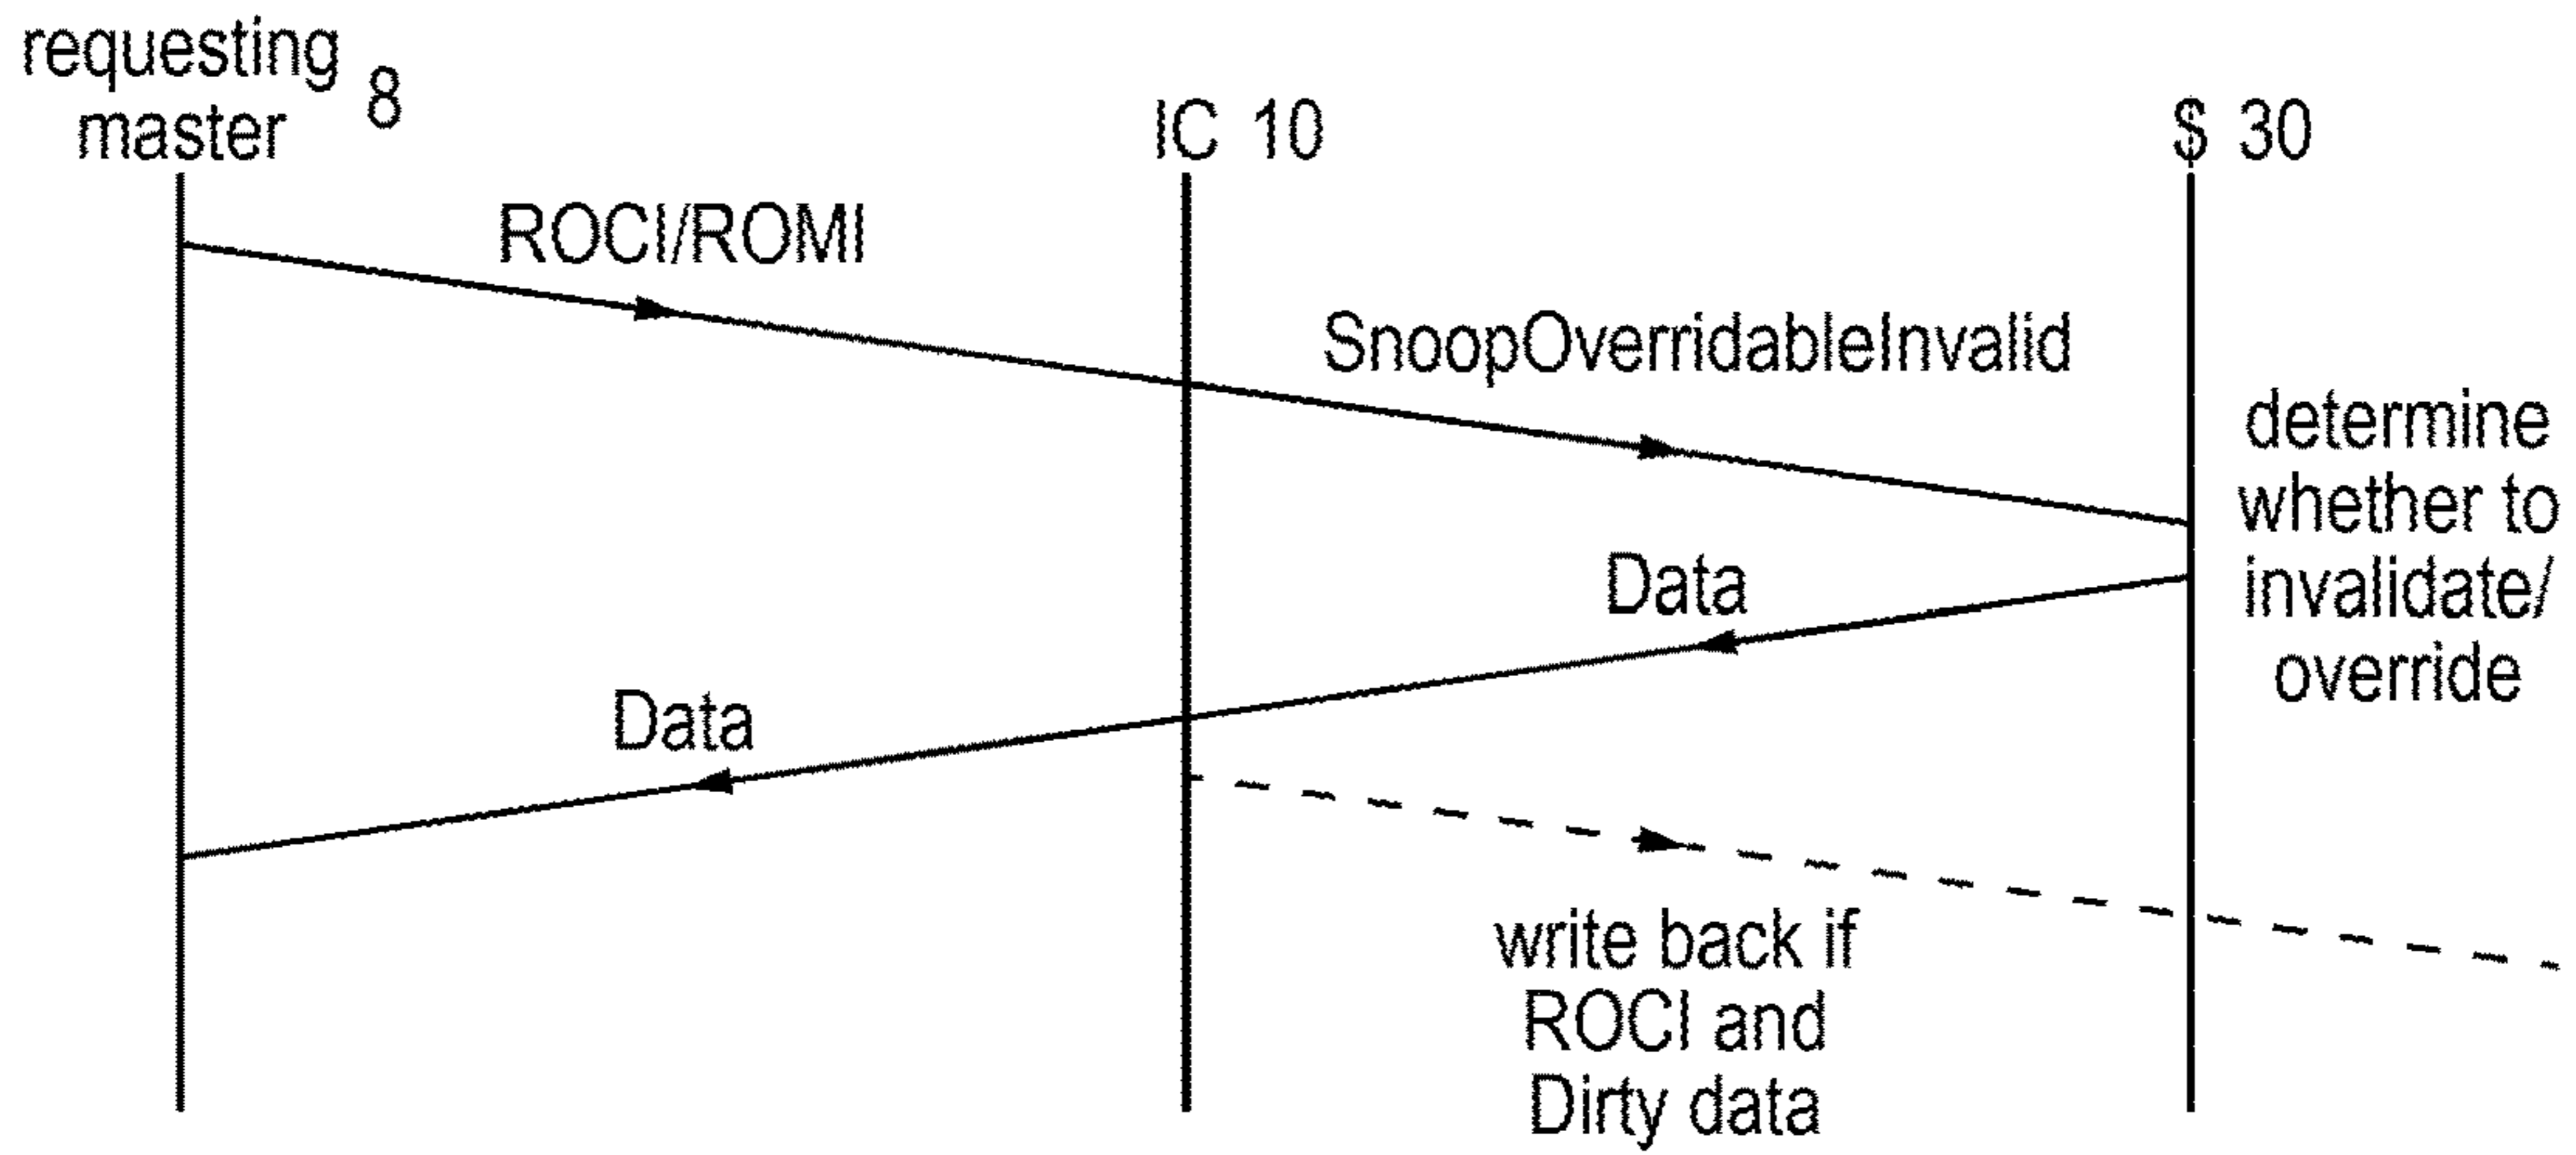 requesting
master 8
IC 10
$ 30
ROCI/ROMI
SnoopOverridableInvalid
determine
whether to
invalidate/
override
Data
Data
write back if
ROCI and
Dirty data